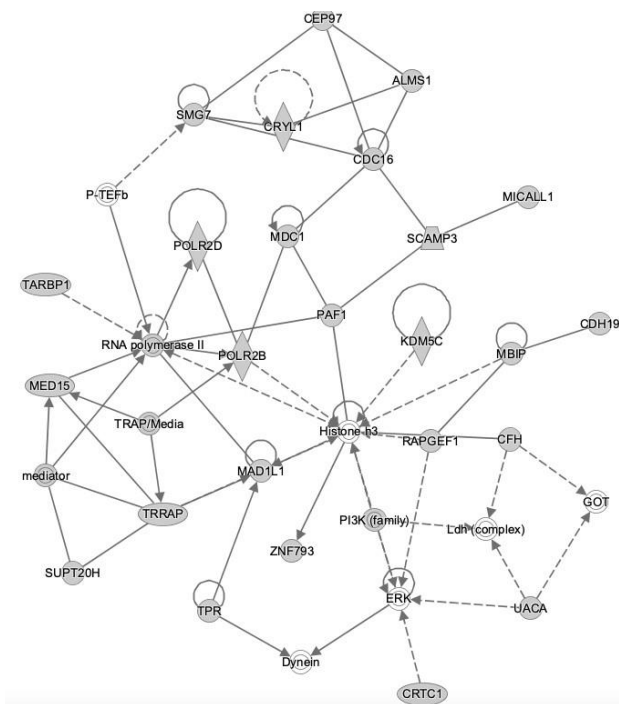 CEP97
ALMS1
SMG7
CRYL1
CDC16
P-TEFb
MICALL1
POLR2D
MDC1
SCAMP3
TARBP1
PAF1
CDH19
RNA polymerase II
POLR2B
KDM5C
MBIP
MED15
TRAP/Media
Histone h3
RAPGEF1
CFH
mediator
MAD1L1
TRRAP
PI3K (family)
Ldh (complex)
GOT
ZNF793
SUPT20H
ERK
TPR
UACA
Dynein
CRTC1